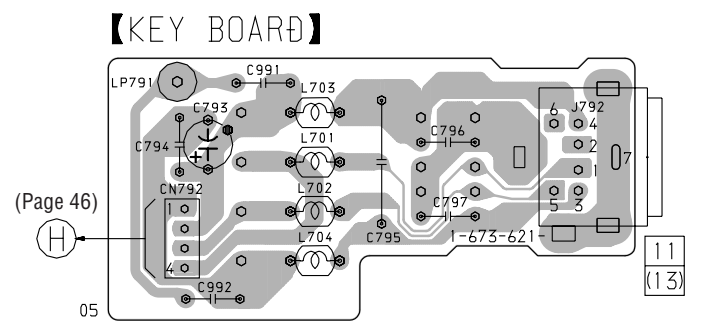 【KEY BOARD】
LP791
C991
L703
C793
J792
6
4
C794
L701
C796
2
7
1
CN792
L702
C797
5 3
(Page 46)
1
H
C795
1-673-621-
L704
4
11
(13)
C992
05